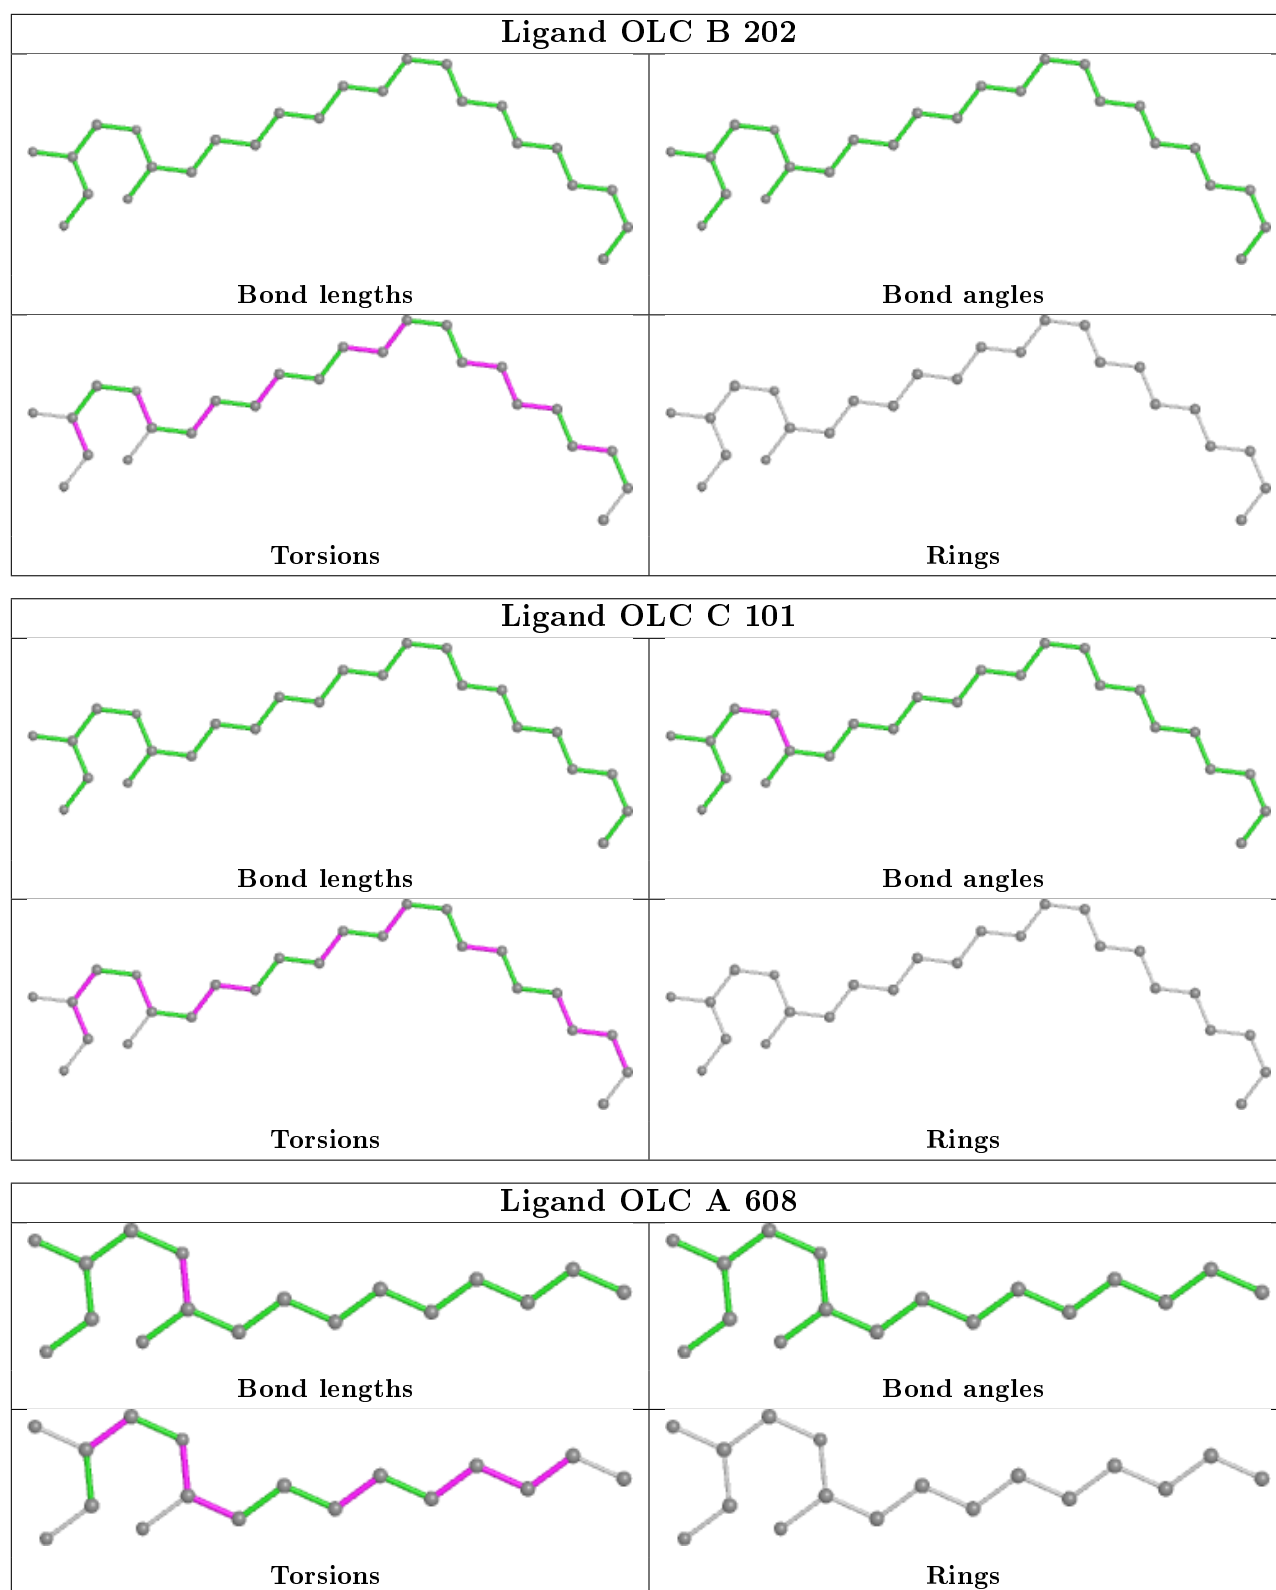 Ligand OLC B 202
Bond lengths
Bond angles
Torsions
Rings
Ligand OLC C 101
Bond lengths
Bond angles
Torsions
Rings
Ligand OLC A 608
Bond lengths
Bond angles
Torsions
Rings